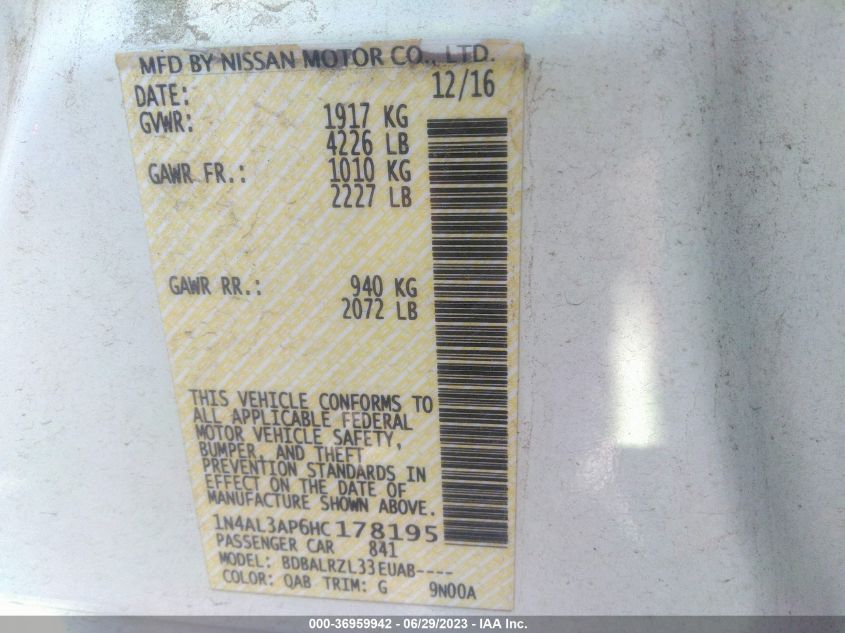 MFD BY NISSAN MOTOR CO., LTD.
DATE: 12/16
GVWR: 1917 KG
4226 LB
GAWR FR.: 1010 KG
2227 LB
GAWR RR.: 940 KG
2072 LB
THIS VEHICLE CONFORMS TO
ALL APPLICABLE FEDERAL
MOTOR VEHICLE SAFETY,
BUMPER, AND THEFT
PREVENTION STANDARDS IN
EFFECT ON THE DATE OF
MANUFACTURE SHOWN ABOVE.
1N4AL3AP6HC178195
PASSENGER CAR 841
MODEL: BDBALRZL33EUAB----
COLOR: QAB TRIM: G 9N00A
000-36959942 - 06/29/2023 - IAA Inc.